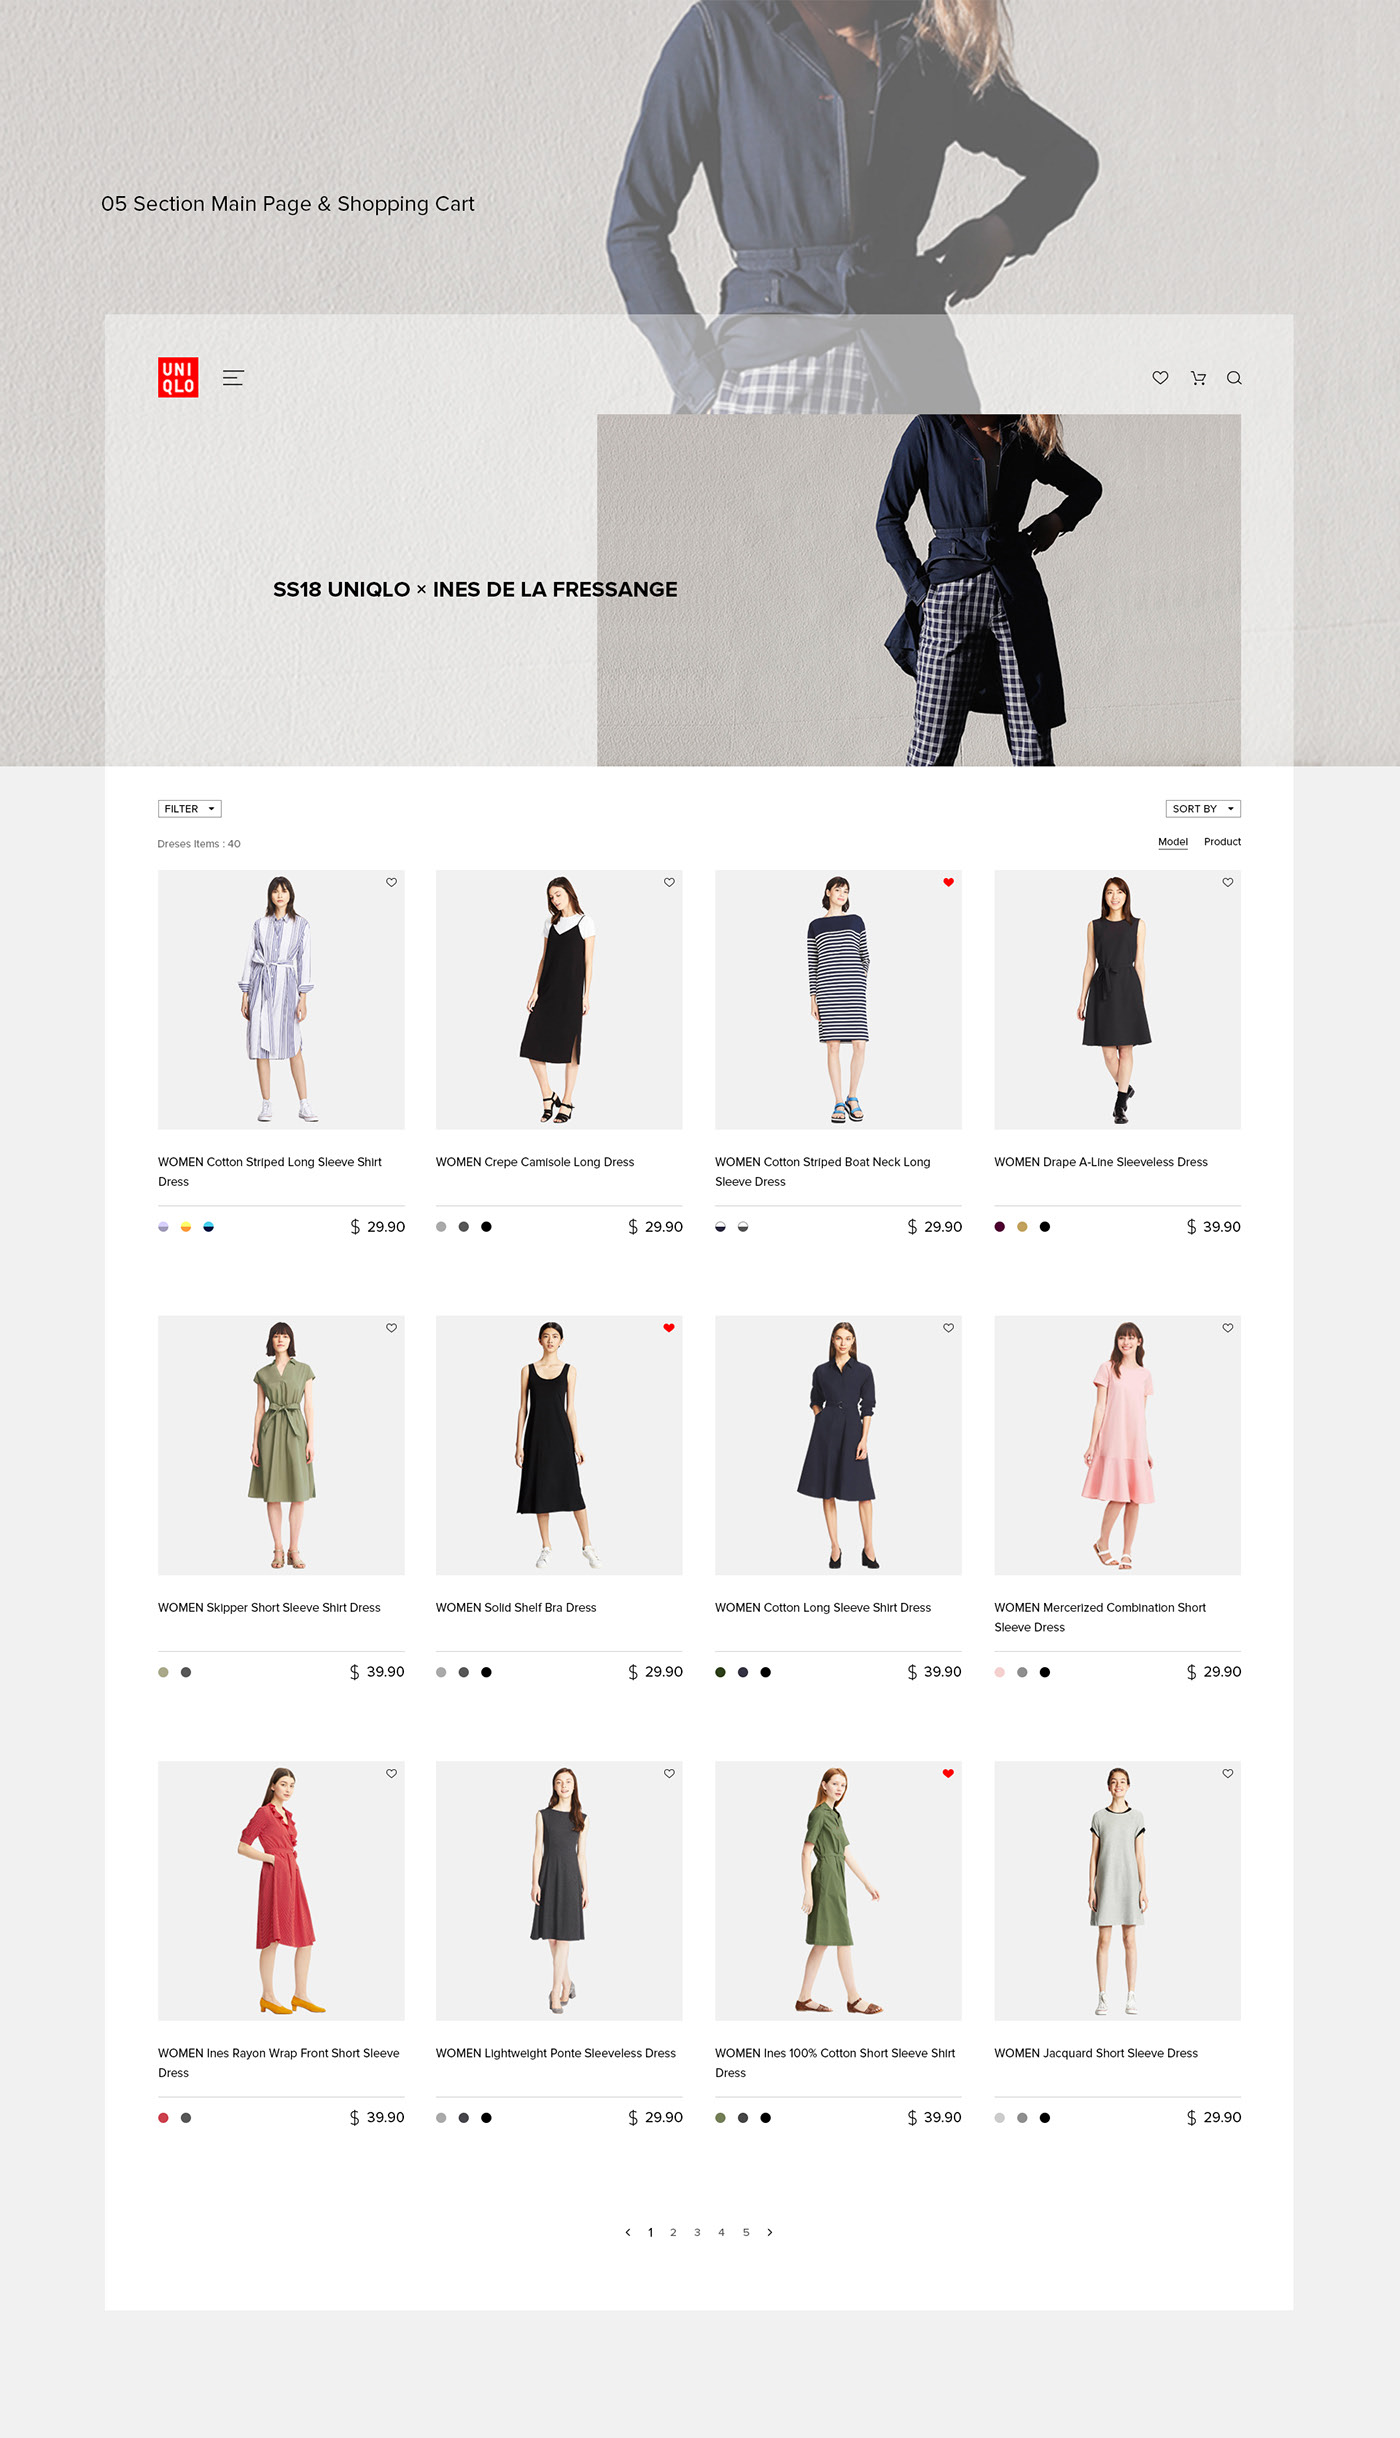 05 Section Main Page & Shopping Cart
UNI
QLO
SS18 UNIQLO × INES DE LA FRESSANGE
FILTER
SORT BY
Dreses Items : 40
Model Product
WOMEN Cotton Striped Long Sleeve Shirt
Dress
$ 29.90
WOMEN Crepe Camisole Long Dress
$ 29.90
WOMEN Cotton Striped Boat Neck Long
Sleeve Dress
$ 29.90
WOMEN Drape A-Line Sleeveless Dress
$ 39.90
WOMEN Skipper Short Sleeve Shirt Dress
$ 39.90
WOMEN Solid Shelf Bra Dress
$ 29.90
WOMEN Cotton Long Sleeve Shirt Dress
$ 39.90
WOMEN Mercerized Combination Short
Sleeve Dress
$ 29.90
WOMEN Ines Rayon Wrap Front Short Sleeve
Dress
$ 39.90
WOMEN Lightweight Ponte Sleeveless Dress
$ 29.90
WOMEN Ines 100% Cotton Short Sleeve Shirt
Dress
$ 39.90
WOMEN Jacquard Short Sleeve Dress
$ 29.90
< 1 2 3 4 5 >